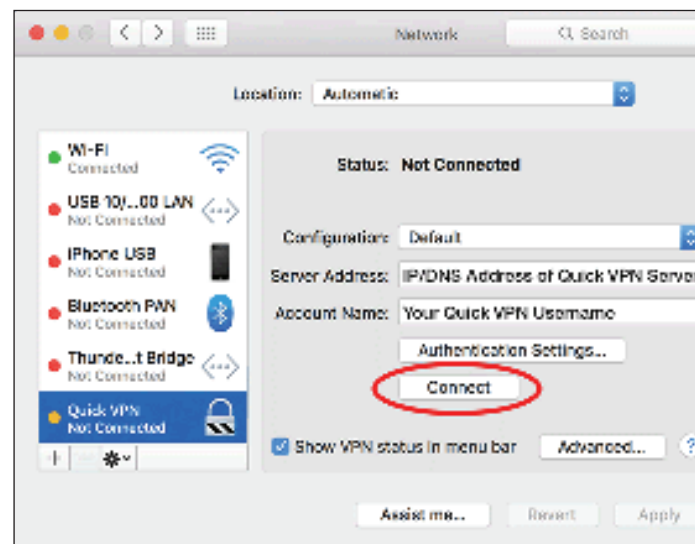 Network
Search
Location: Automatic
Wi-Fi
Connected
USB 10/...00 LAN
Not Connected
iPhone USB
Not Connected
Bluetooth PAN
Not Connected
Thunde...t Bridge
Not Connected
Quick VPN
Not Connected
Status: Not Connected
Configuration: Default
Server Address: IP/DNS Address of Quick VPN Server
Account Name: Your Quick VPN Username
Authentication Settings...
Connect
Show VPN status in menu bar
Advanced...
?
Assist me...
Revert
Apply